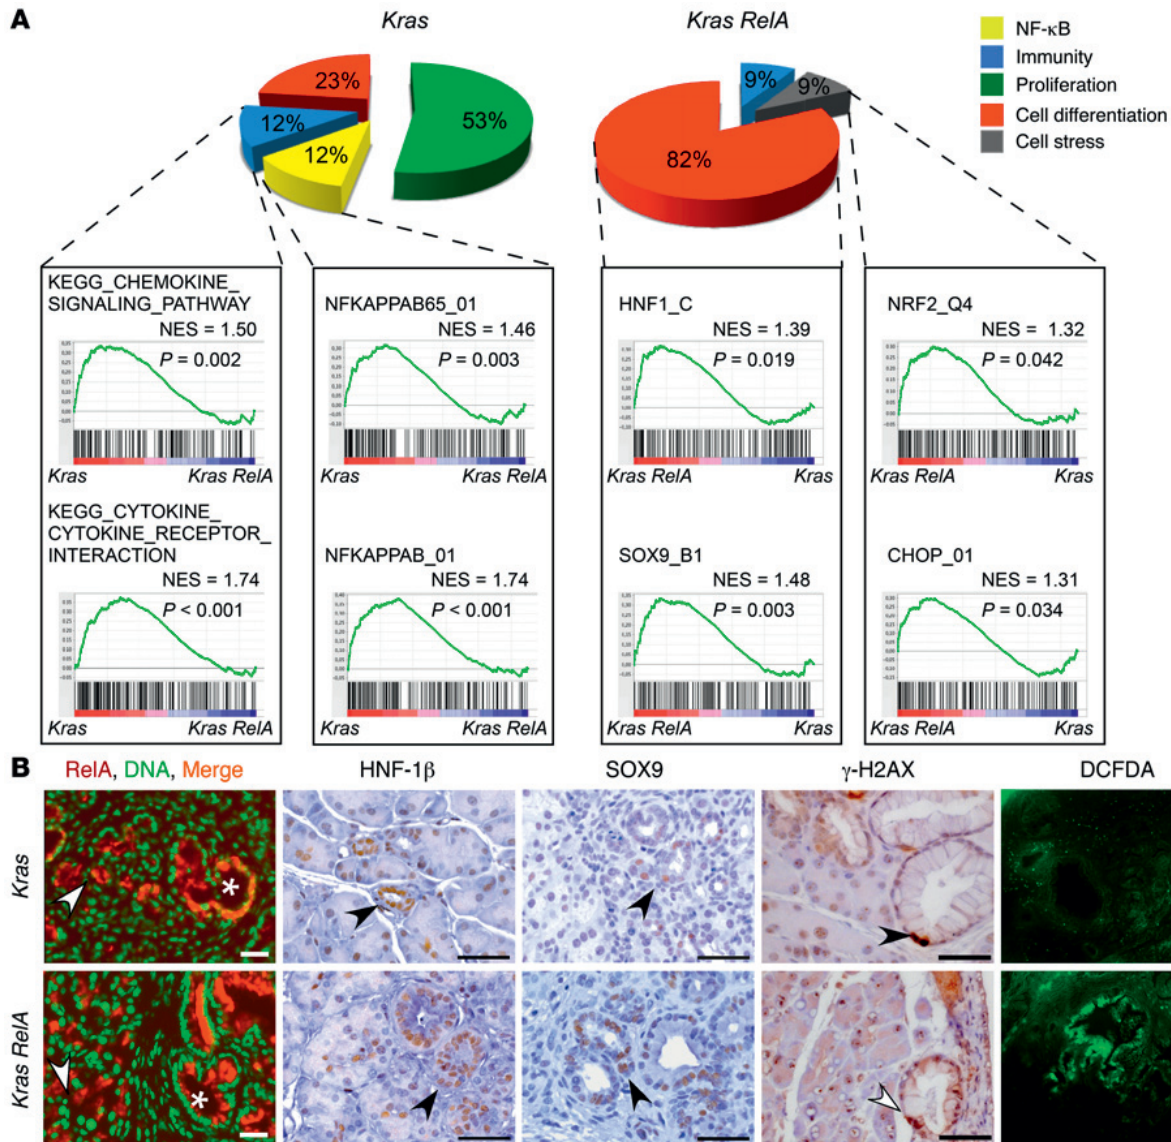 A
Kras
Kras RelA
NF-κB
Immunity
Proliferation
Cell differentiation
Cell stress
23%
53%
12%
12%
9%
9%
82%
KEGG_CHEMOKINE_
SIGNALING_PATHWAY
NES = 1.50
P = 0.002
Kras
Kras RelA
KEGG_CYTOKINE_
CYTOKINE_RECEPTOR_
INTERACTION
NES = 1.74
P < 0.001
Kras
Kras RelA
NFKAPPAB65_01
NES = 1.46
P = 0.003
Kras
Kras RelA
NFKAPPAB_01
NES = 1.74
P < 0.001
Kras
Kras RelA
HNF1_C
NES = 1.39
P = 0.019
Kras RelA
Kras
SOX9_B1
NES = 1.48
P = 0.003
Kras RelA
Kras
NRF2_Q4
NES = 1.32
P = 0.042
Kras RelA
Kras
CHOP_01
NES = 1.31
P = 0.034
Kras RelA
Kras
B
RelA, DNA, Merge
HNF-1β
SOX9
γ-H2AX
DCFDA
Kras
*
Kras RelA
*